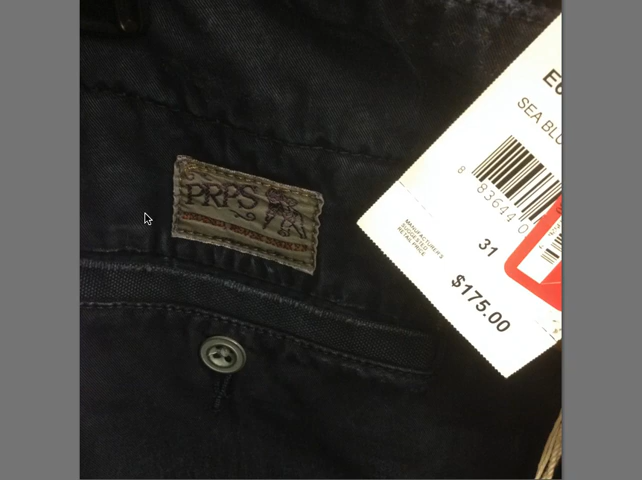 PRPS
SEA BLU
8 83644 0
MANUFACTURER'S
SUGGESTED
RETAIL PRICE
31
$175.00